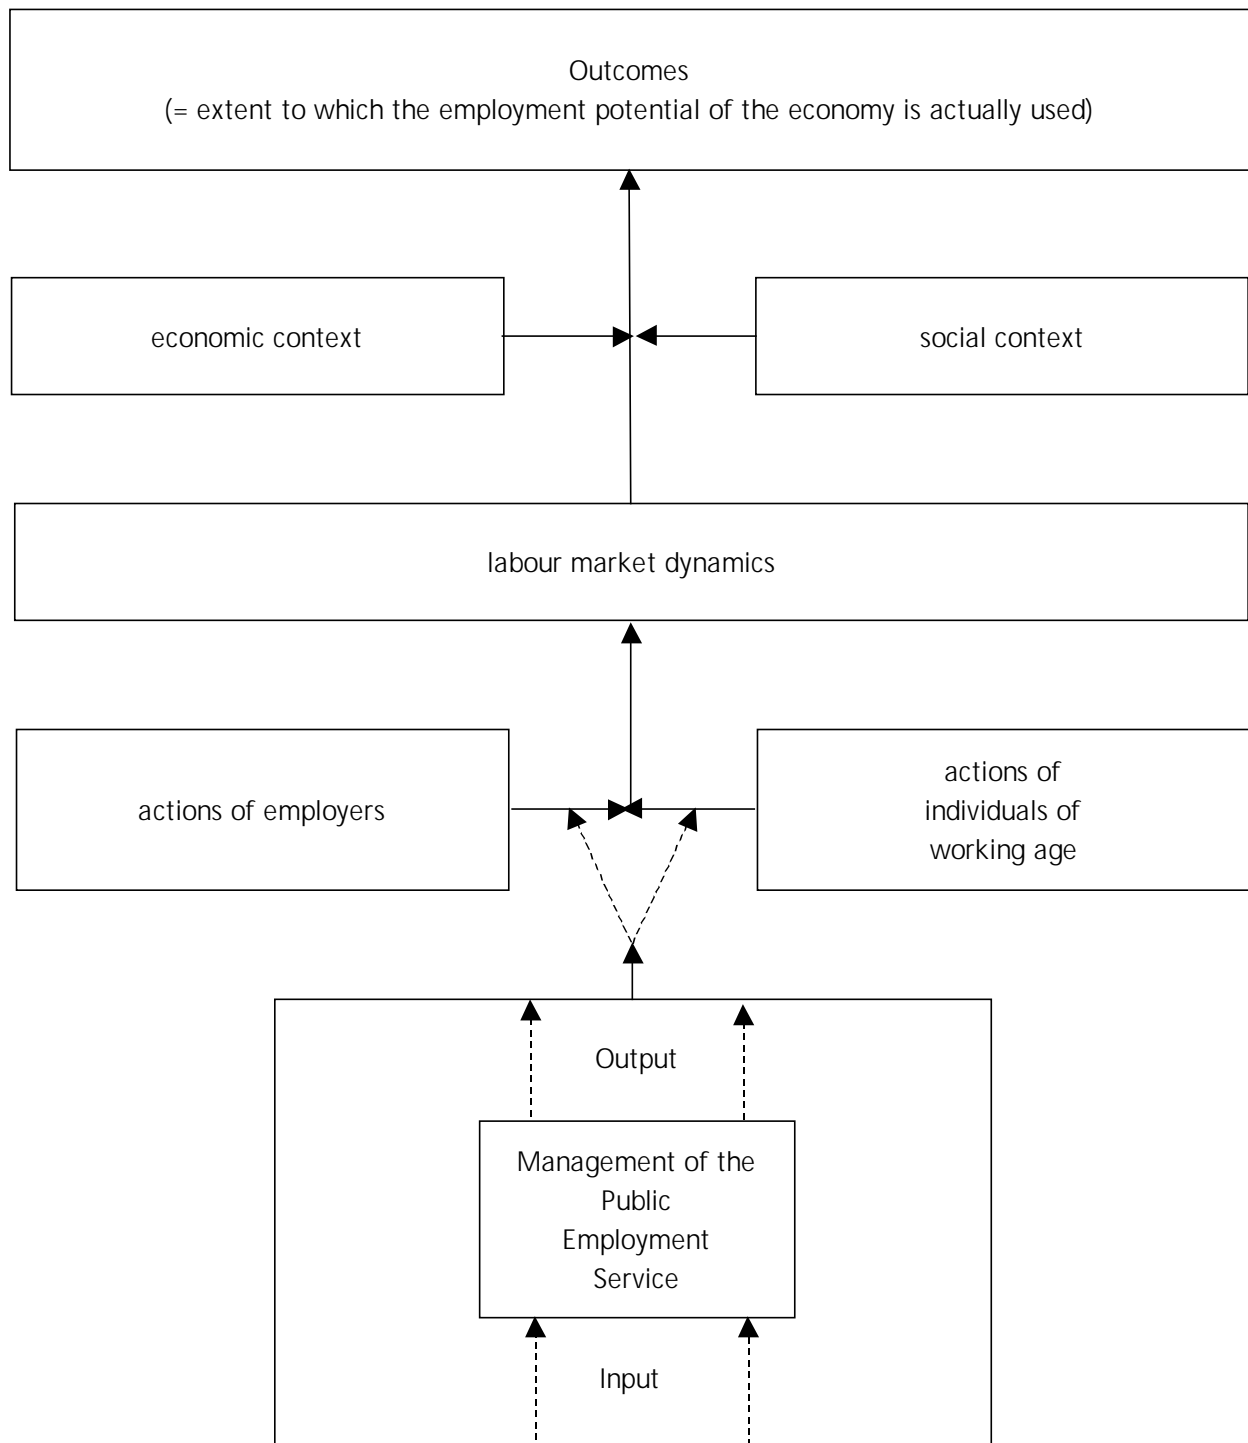 Outcomes
(= extent to which the employment potential of the economy is actually used)
economic context
social context
labour market dynamics
actions of employers
actions of
individuals of
working age
Output
Management of the
Public
Employment
Service
Input